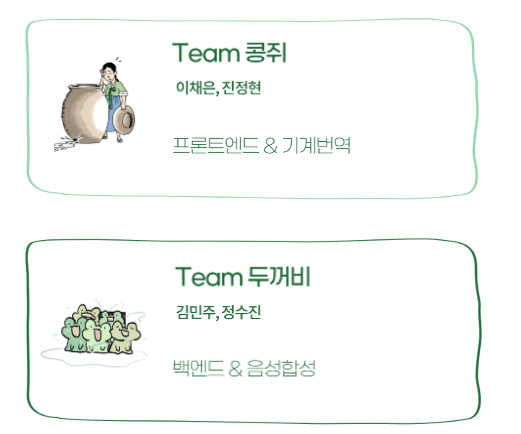 Team 콩쥐
이채은, 진정현
프론트엔드 & 기계번역
Team 두꺼비
김민주, 정수진
백엔드 & 음성합성